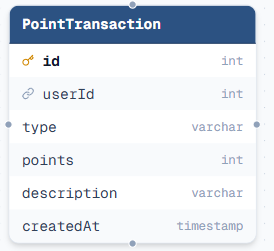 PointTransaction
id int
userId int
type varchar
points int
description varchar
createdAt timestamp